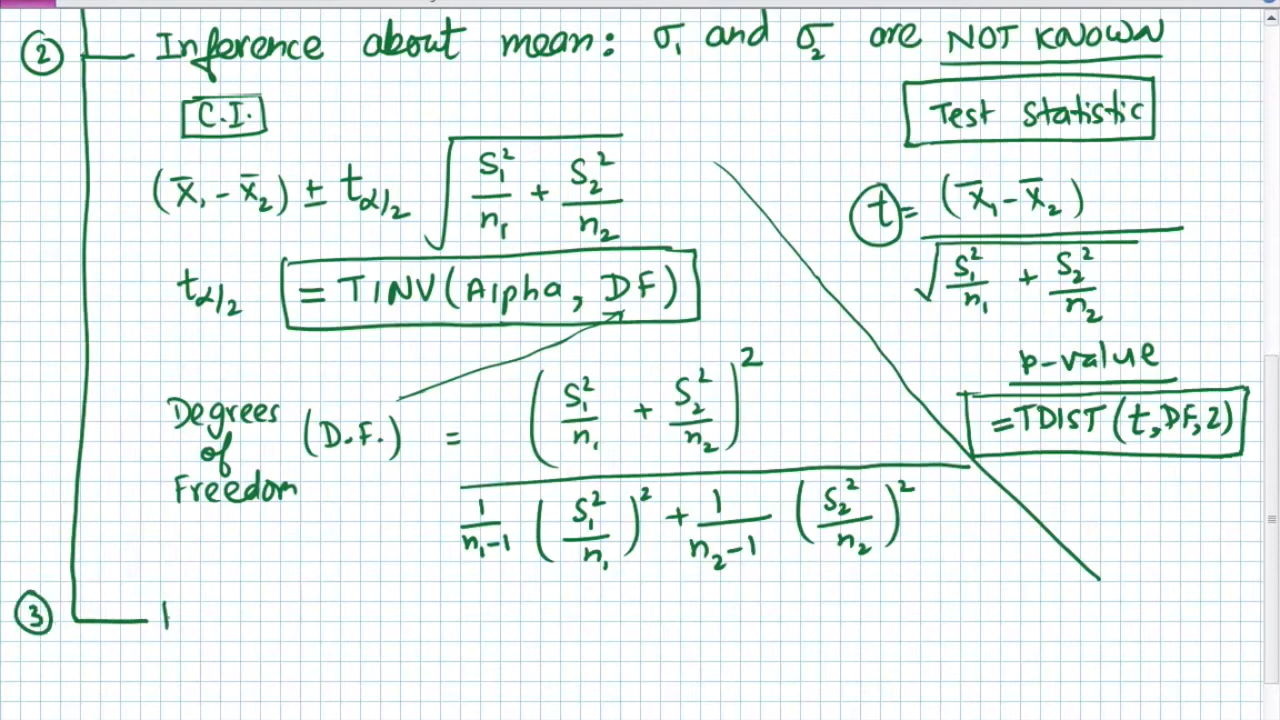 ② Inference about mean: σ₁ and σ₂ are NOT KNOWN
C.I.
(x̄₁ - x̄₂) ± t_α/₂ √(S₁²/n₁ + S₂²/n₂)
t_α/₂ = TINV(Alpha, DF)
Degrees of Freedom (D.F.) = (S₁²/n₁ + S₂²/n₂)² / (1/(n₁-1) (S₁²/n₁)² + 1/(n₂-1) (S₂²/n₂)²)
Test Statistic
t = (x̄₁ - x̄₂) / √(S₁²/n₁ + S₂²/n₂)
p-value
=TDIST(t, DF, 2)
③ I